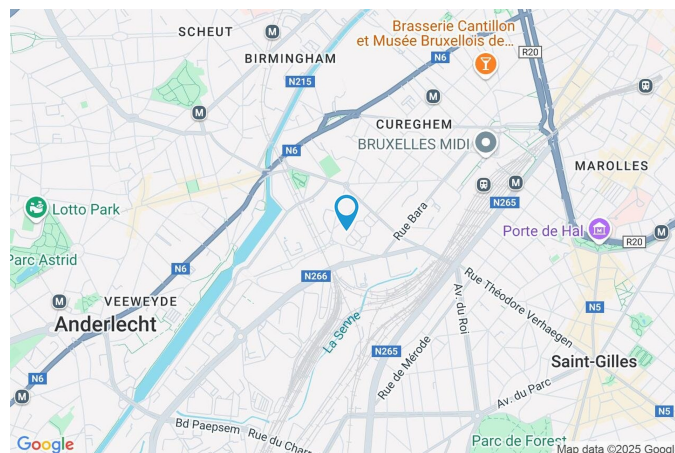 SCHEUT
Brasserie Cantillon
et Musée Bruxellois de...
R20
BIRMINGHAM
N6
N215
M
M
M
CUREGHEM
BRUXELLES MIDI
N6
MAROLLES
M
N265
Lotto Park
Rue Bara
Porte de Hal
R20
M
Parc Astrid
N6
N266
Rue Théodore Verhaegen
M
VEEWEYDE
Av. du Roi
N5
Anderlecht
La Senne
N265
Saint-Gilles
N6
Rue de Mérode
M
Av. du Parc
N5
Bd Paepsem
Rue du Charr
Parc de Forest
Google
Map data ©2025 Googl